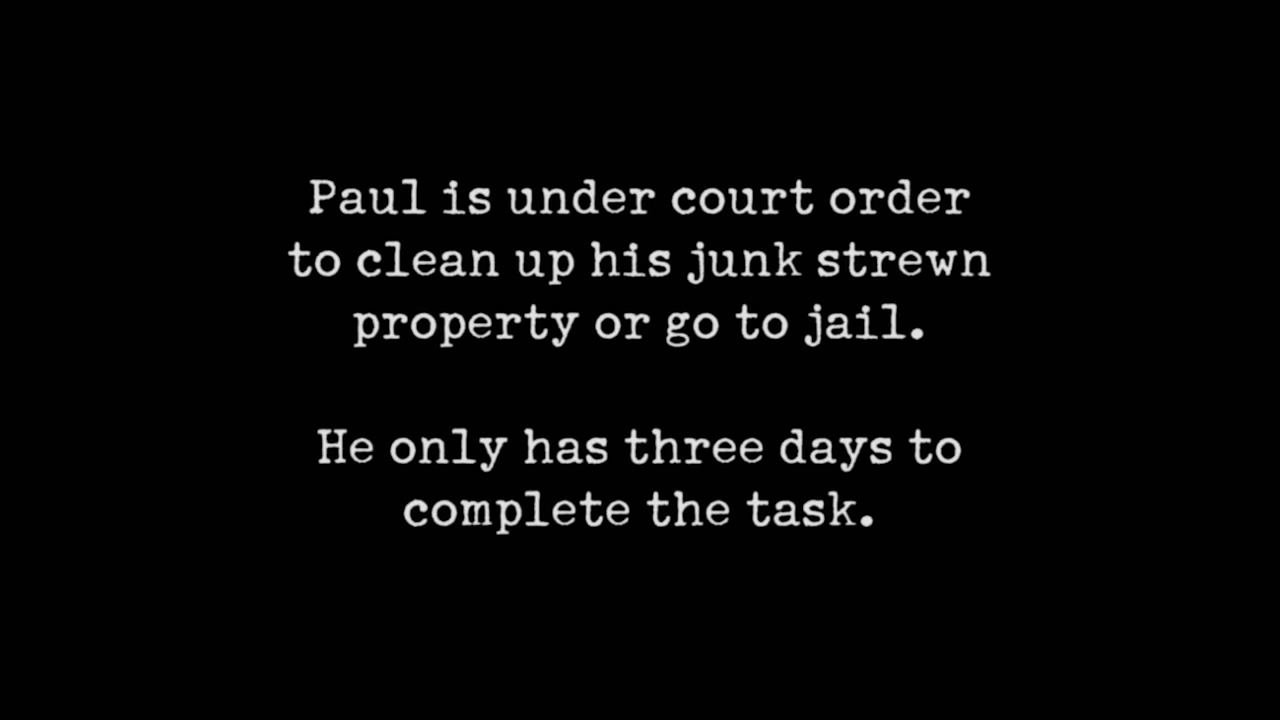 Paul is under court order
to clean up his junk strewn
property or go to jail.
He only has three days to
complete the task.